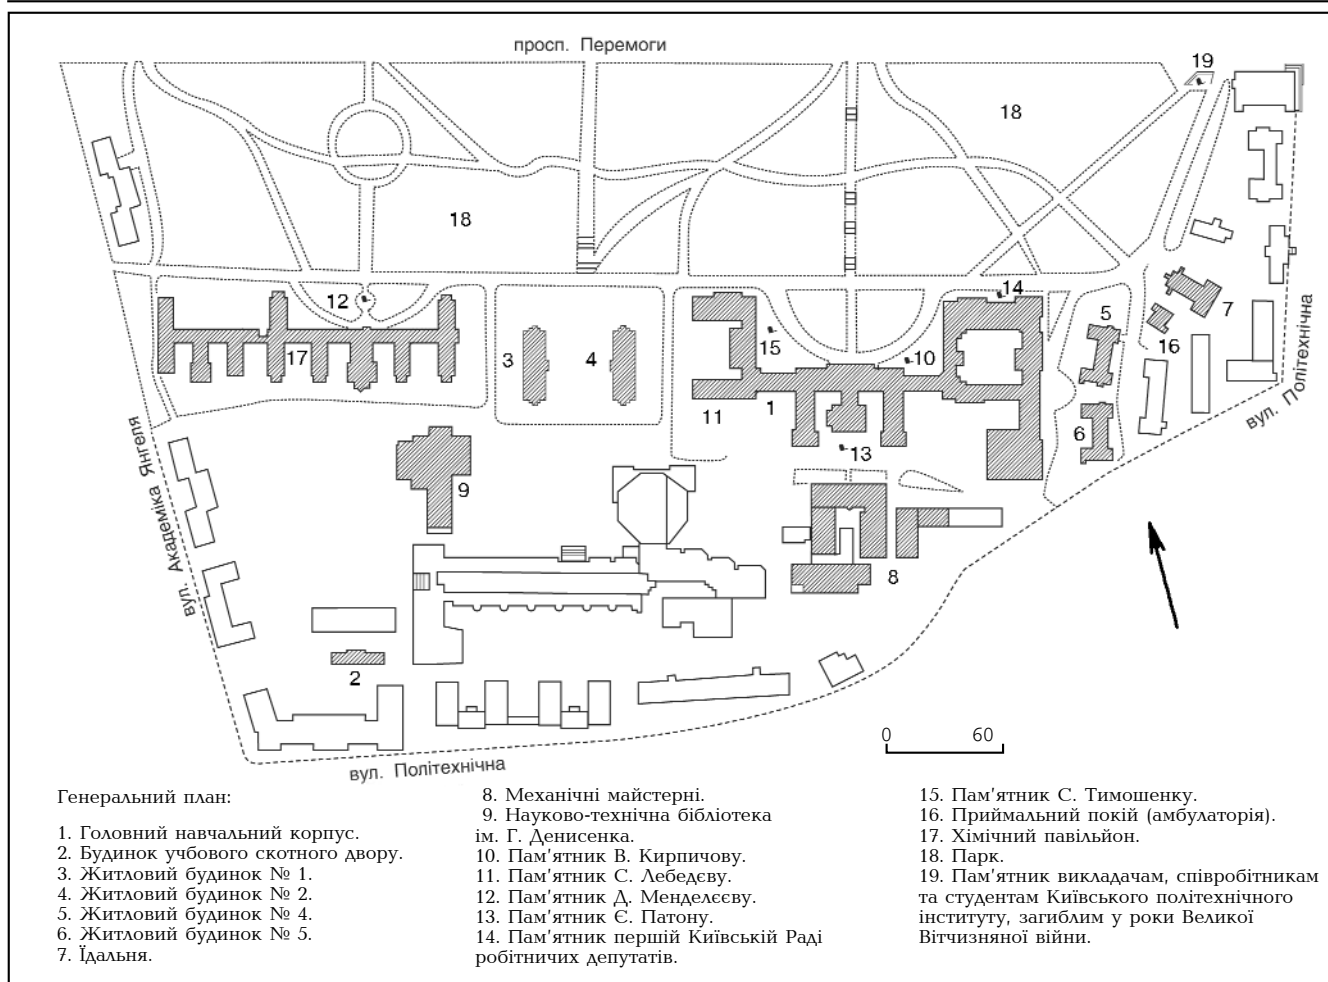 просп. Перемоги
19
18
18
12
14
17
3
4
15
10
5
7
16
11
1
6
13
9
8
2
вул. Академіка Янгеля
вул. Політехнічна
вул. Політехнічна
0 60
Генеральний план:
1. Головний навчальний корпус.
2. Будинок учбового скотного двору.
3. Житловий будинок № 1.
4. Житловий будинок № 2.
5. Житловий будинок № 4.
6. Житловий будинок № 5.
7. Їдальня.
8. Механічні майстерні.
9. Науково-технічна бібліотека
ім. Г. Денисенка.
10. Пам'ятник В. Кирпичову.
11. Пам'ятник С. Лебедєву.
12. Пам'ятник Д. Менделєєву.
13. Пам'ятник Є. Патону.
14. Пам'ятник першій Київській Раді
робітничих депутатів.
15. Пам'ятник С. Тимошенку.
16. Приймальний покій (амбулаторія).
17. Хімічний павільйон.
18. Парк.
19. Пам'ятник викладачам, співробітникам
та студентам Київського політехнічного
інституту, загиблим у роки Великої
Вітчизняної війни.